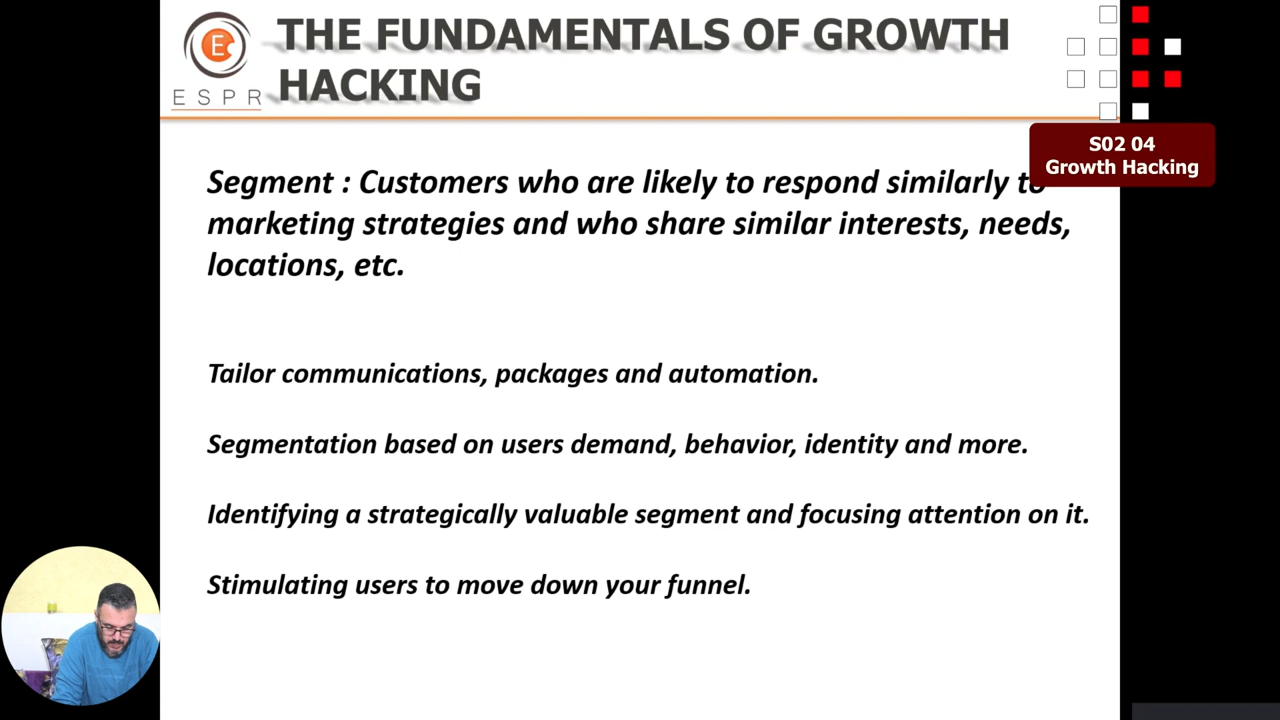 THE FUNDAMENTALS OF GROWTH
HACKING
E
ESPR
S02 04
Growth Hacking
Segment : Customers who are likely to respond similarly to
marketing strategies and who share similar interests, needs,
locations, etc.
Tailor communications, packages and automation.
Segmentation based on users demand, behavior, identity and more.
Identifying a strategically valuable segment and focusing attention on it.
Stimulating users to move down your funnel.